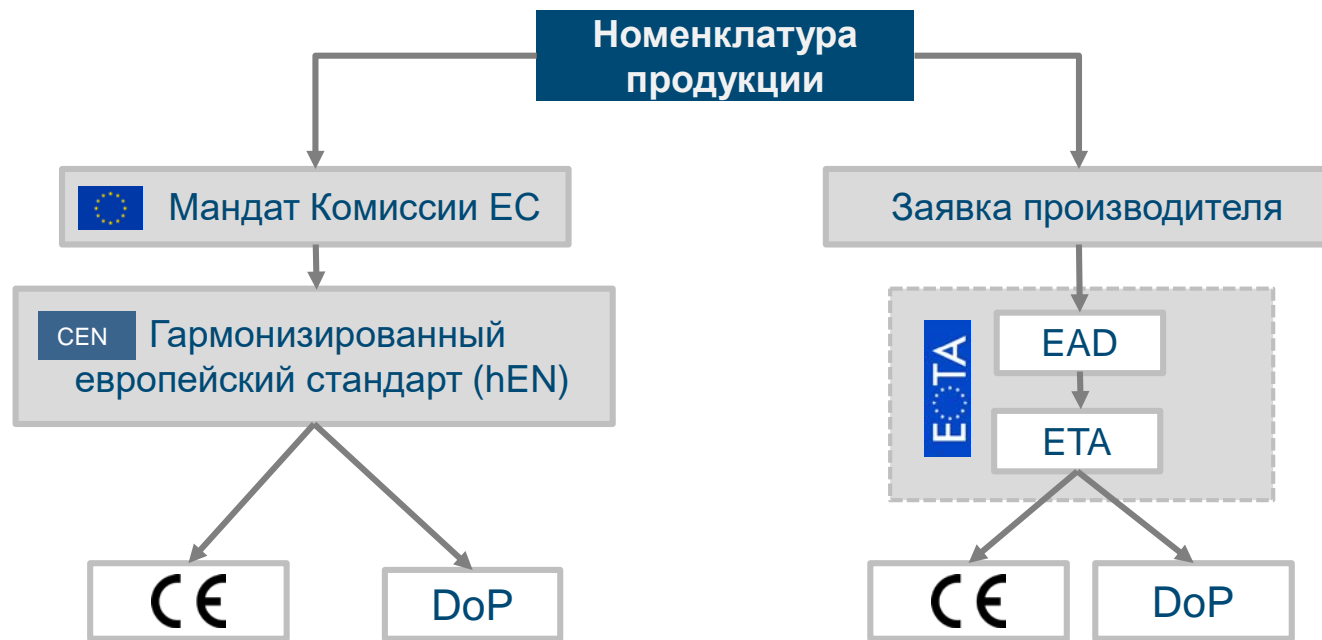 Номенклатура
продукции
Мандат Комиссии ЕС
Заявка производителя
CEN Гармонизированный
европейский стандарт (hEN)
EOTA
EAD
ETA
CE
DoP
CE
DoP